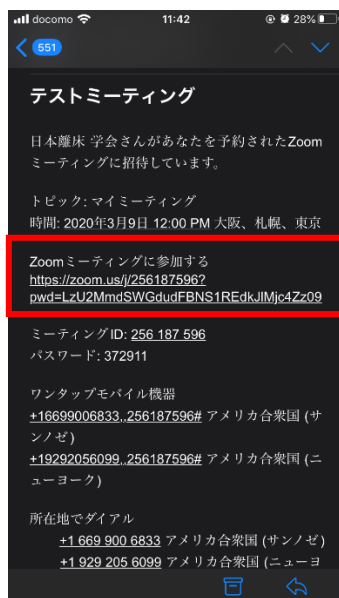 docomo 11:42 28%
551
テストミーティング
日本離床 学会さんがあなたを予約されたZoom
ミーティングに招待しています。
トピック: マイミーティング
時間: 2020年3月9日 12:00 PM 大阪、札幌、東京
Zoomミーティングに参加する
https://zoom.us/j/256187596?
pwd=LzU2MmdSWGdudFBNS1REdkJIMjc4Zz09
ミーティングID: 256 187 596
パスワード: 372911
ワンタップモバイル機器
+16699006833,,256187596# アメリカ合衆国 (サ
ンノゼ)
+19292056099,,256187596# アメリカ合衆国 (ニ
ューヨーク)
所在地でダイアル
+1 669 900 6833 アメリカ合衆国 (サンノゼ)
+1 929 205 6099 アメリカ合衆国 (ニューヨ